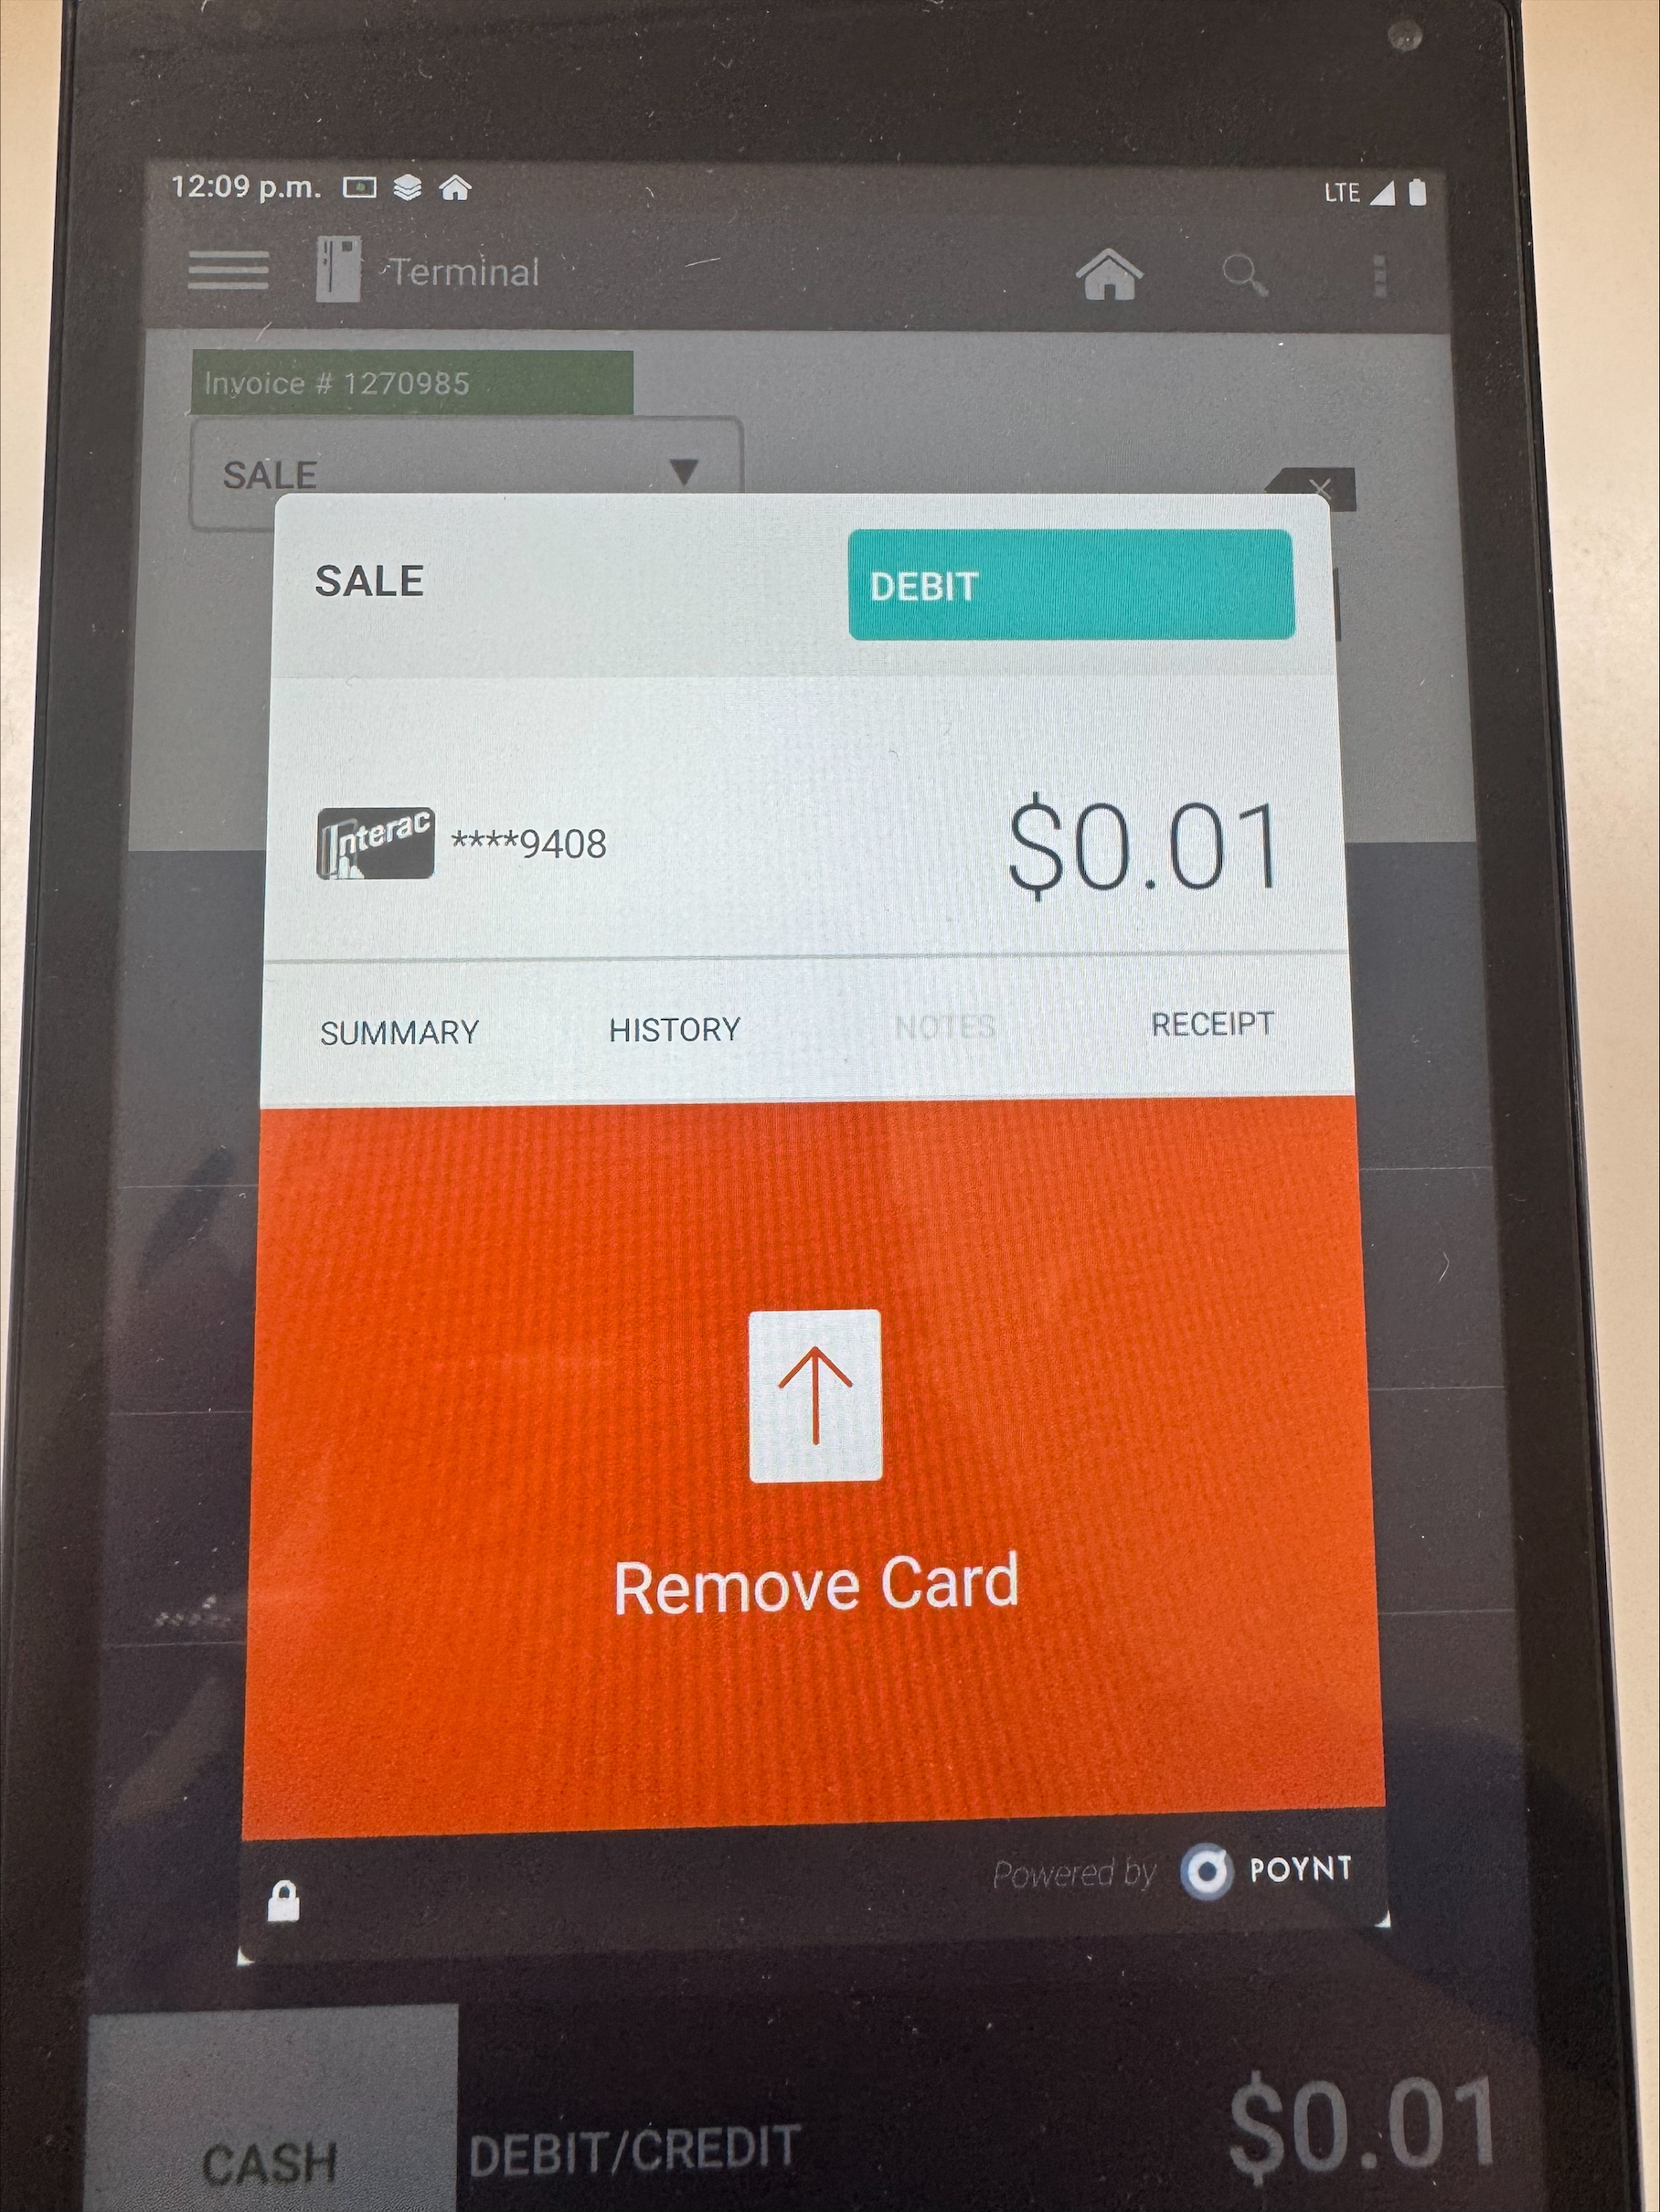 12:09 p.m. LTE
Terminal
Invoice # 1270985
SALE
SALE DEBIT
Interac ****9408 $0.01
SUMMARY HISTORY NOTES RECEIPT
Remove Card
Powered by POYNT
CASH DEBIT/CREDIT $0.01